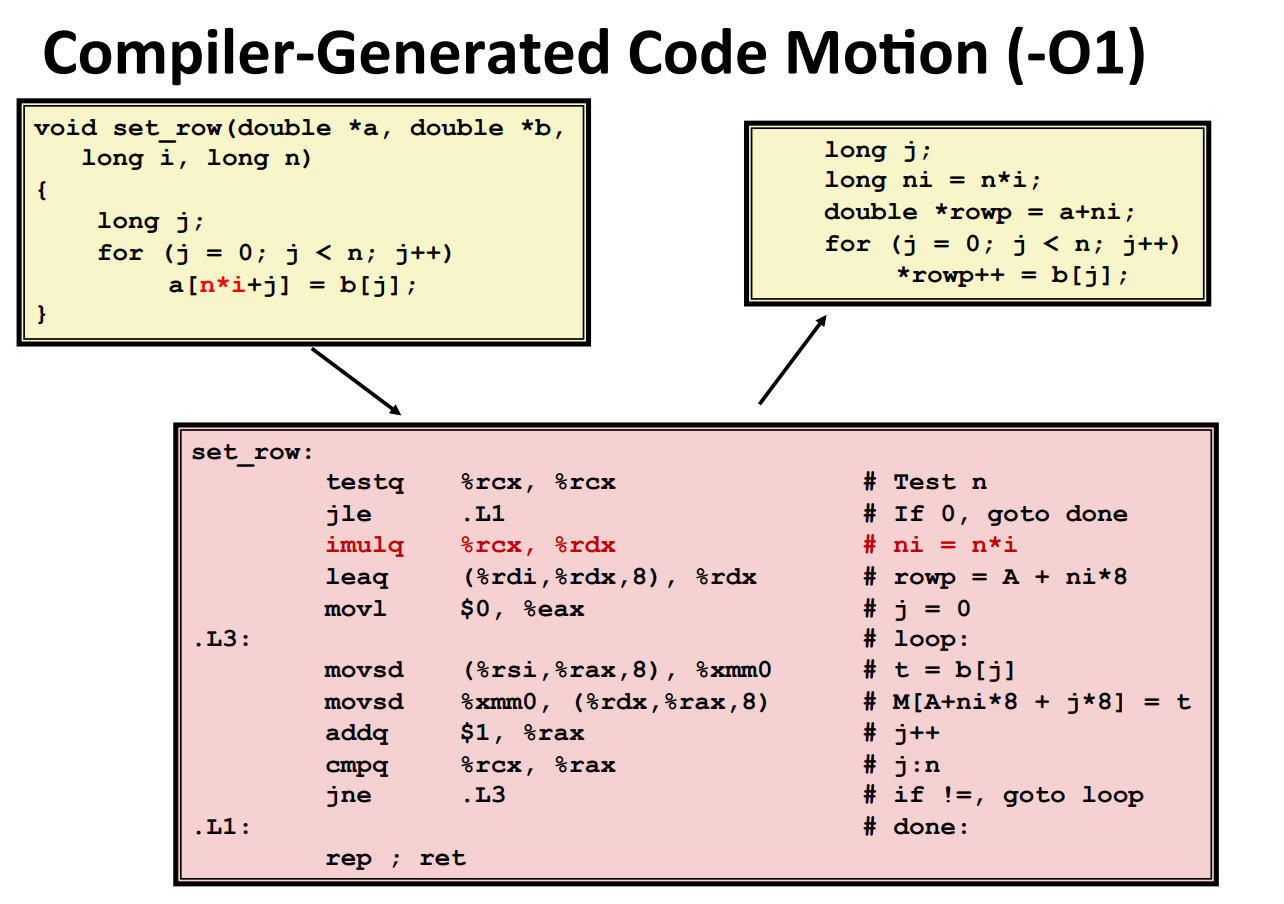 Compiler-Generated Code Motion (-O1)
void set_row(double *a, double *b,
   long i, long n)
{
    long j;
    for (j = 0; j < n; j++)
        a[n*i+j] = b[j];
}
    long j;
    long ni = n*i;
    double *rowp = a+ni;
    for (j = 0; j < n; j++)
        *rowp++ = b[j];
set_row:
        testq   %rcx, %rcx                # Test n
        jle     .L1                       # If 0, goto done
        imulq   %rcx, %rdx                # ni = n*i
        leaq    (%rdi,%rdx,8), %rdx       # rowp = A + ni*8
        movl    $0, %eax                  # j = 0
.L3:                                      # loop:
        movsd   (%rsi,%rax,8), %xmm0      # t = b[j]
        movsd   %xmm0, (%rdx,%rax,8)      # M[A+ni*8 + j*8] = t
        addq    $1, %rax                  # j++
        cmpq    %rcx, %rax                # j:n
        jne     .L3                       # if !=, goto loop
.L1:                                      # done:
        rep ; ret